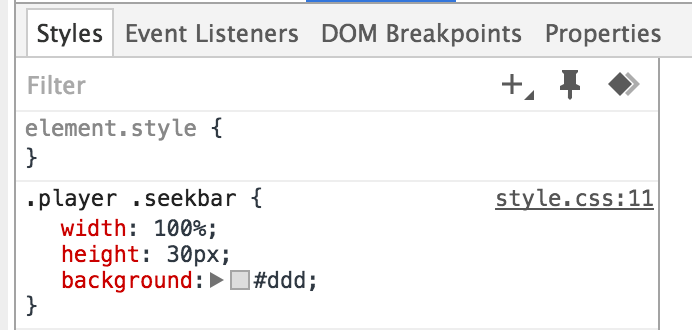 Styles Event Listeners DOM Breakpoints Properties
Filter
element.style {
}
.player .seekbar { style.css:11
width: 100%;
height: 30px;
background: #ddd;
}